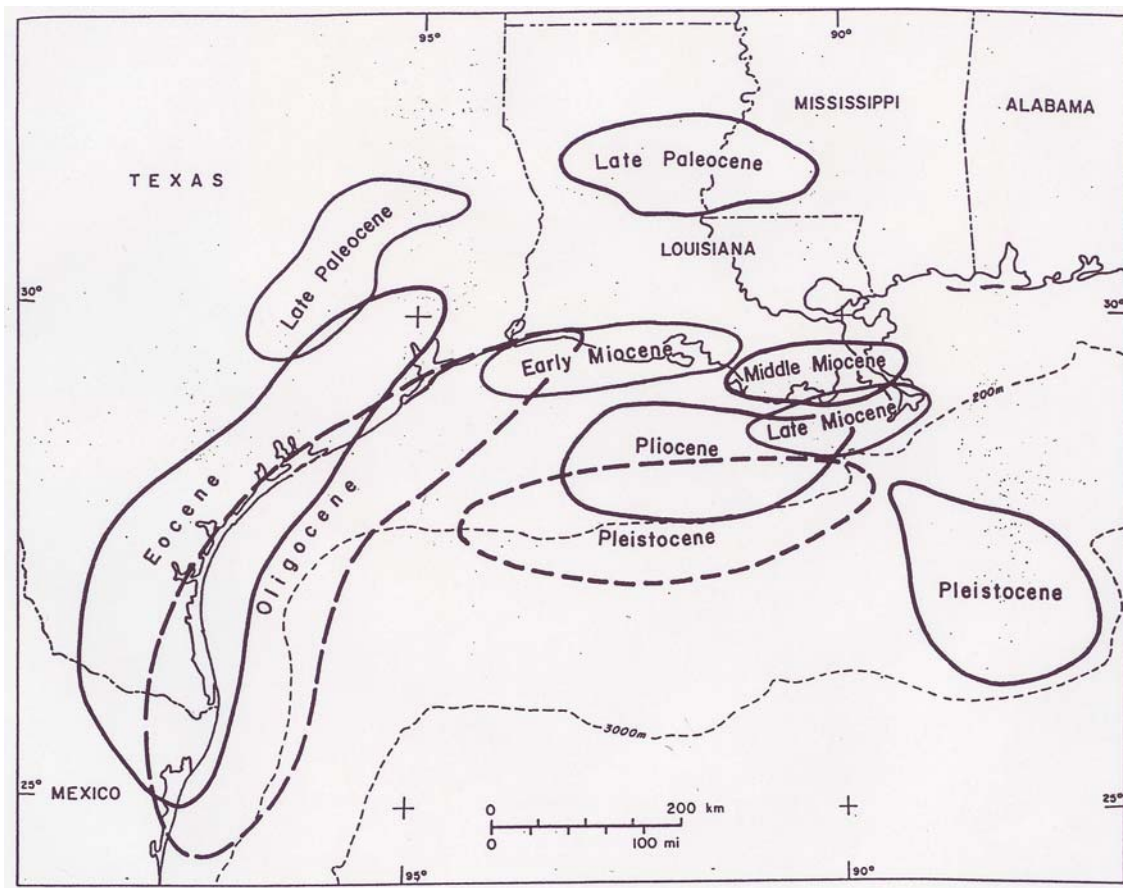 95°
90°
MISSISSIPPI
ALABAMA
TEXAS
Late Paleocene
LOUISIANA
Late Paleocene
30°
30°
Early Miocene
Middle Miocene
200m
Late Miocene
Pliocene
Eocene
Oligocene
Pleistocene
Pleistocene
3000m
25°
MEXICO
25°
0 200 km
0 100 mi
95°
90°